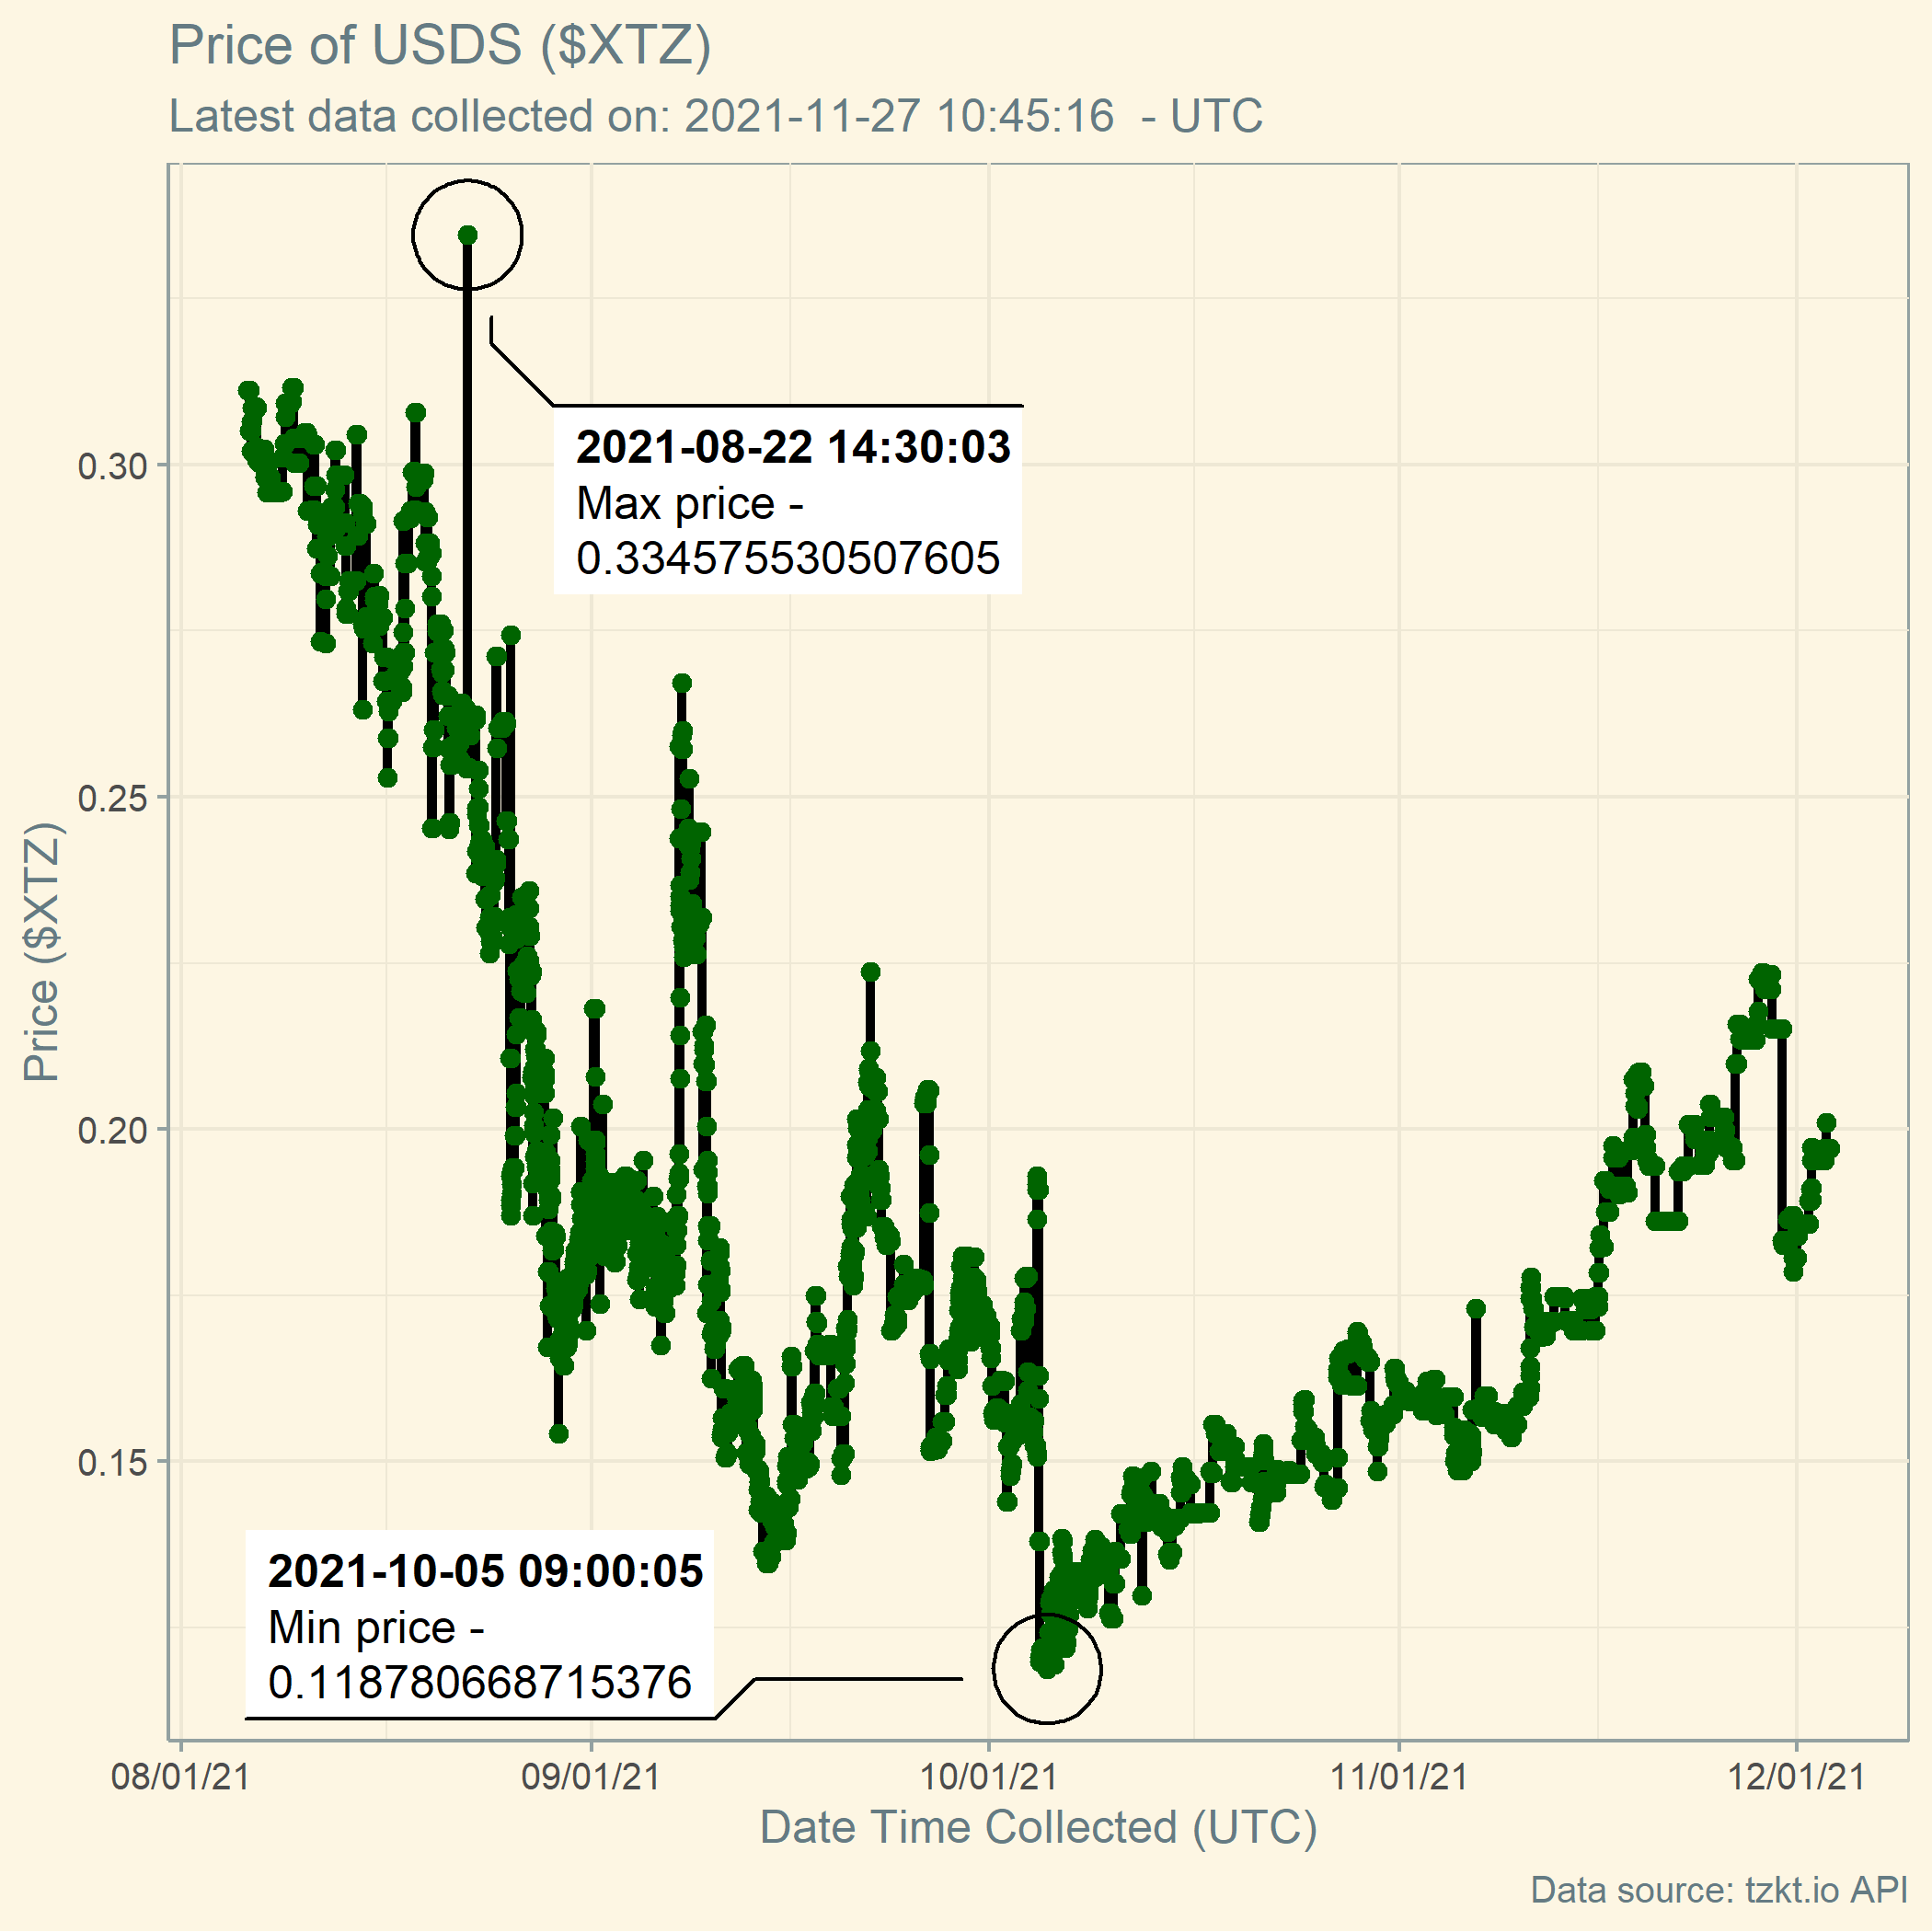 Price of USDS ($XTZ)
Latest data collected on: 2021-11-27 10:45:16  - UTC
2021-08-22 14:30:03
Max price -
0.334575530507605
0.30
0.25
0.20
0.15
Price ($XTZ)
2021-10-05 09:00:05
Min price -
0.118780668715376
08/01/21
09/01/21
10/01/21
11/01/21
12/01/21
Date Time Collected (UTC)
Data source: tzkt.io API